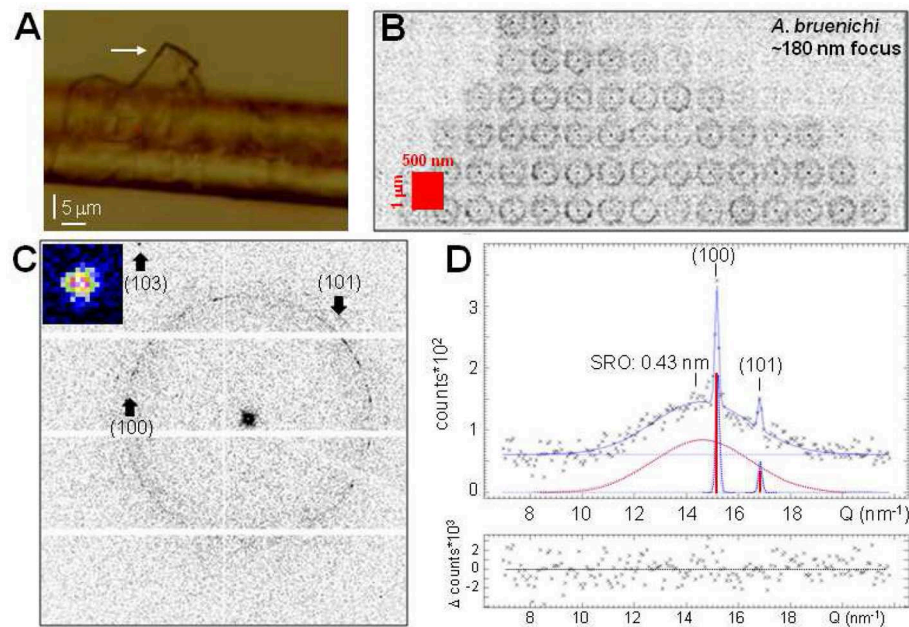 A
5 µm
B
A. bruenichi
~180 nm focus
500 nm
1 µm
C
(103)
(101)
(100)
D
(100)
SRO: 0.43 nm
(101)
counts*10²
3
2
1
0
8
10
12
14
16
18
Q (nm⁻¹)
Δ counts*10³
2
0
-2
8
10
12
14
16
18
Q (nm⁻¹)